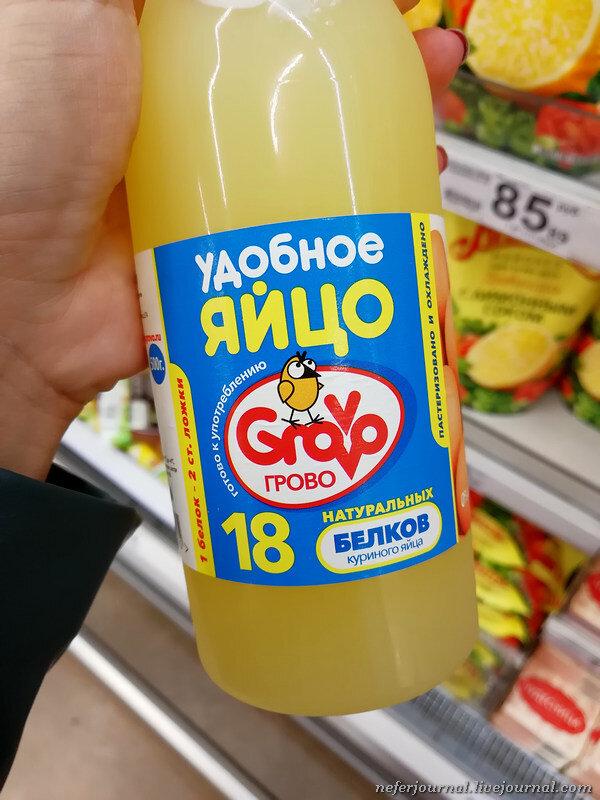 удобное
яйцо
готово к употреблению
Grovo
ГРОВО
18
НАТУРАЛЬНЫХ
БЕЛКОВ
куриного яйца
1 белок - 2 ст. ложки
ПАСТЕРИЗОВАНО И ОХЛАЖДЕНО
85
neferjournal.livejournal.com